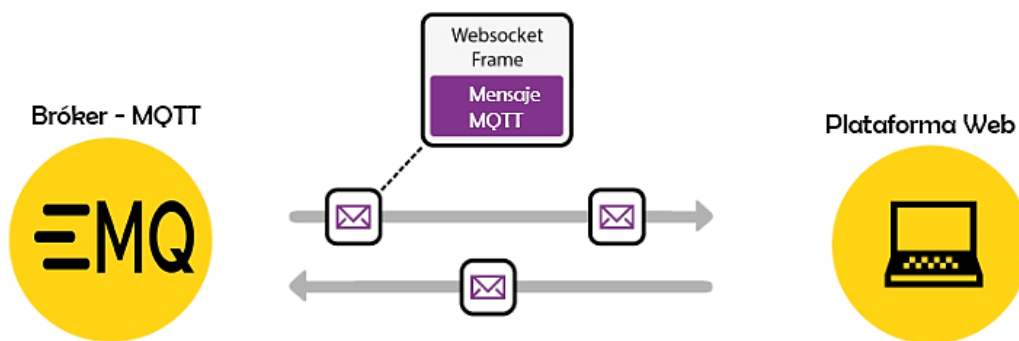 Websocket
Frame
Mensaje
MQTT
Bróker - MQTT
Plataforma Web
EMQ